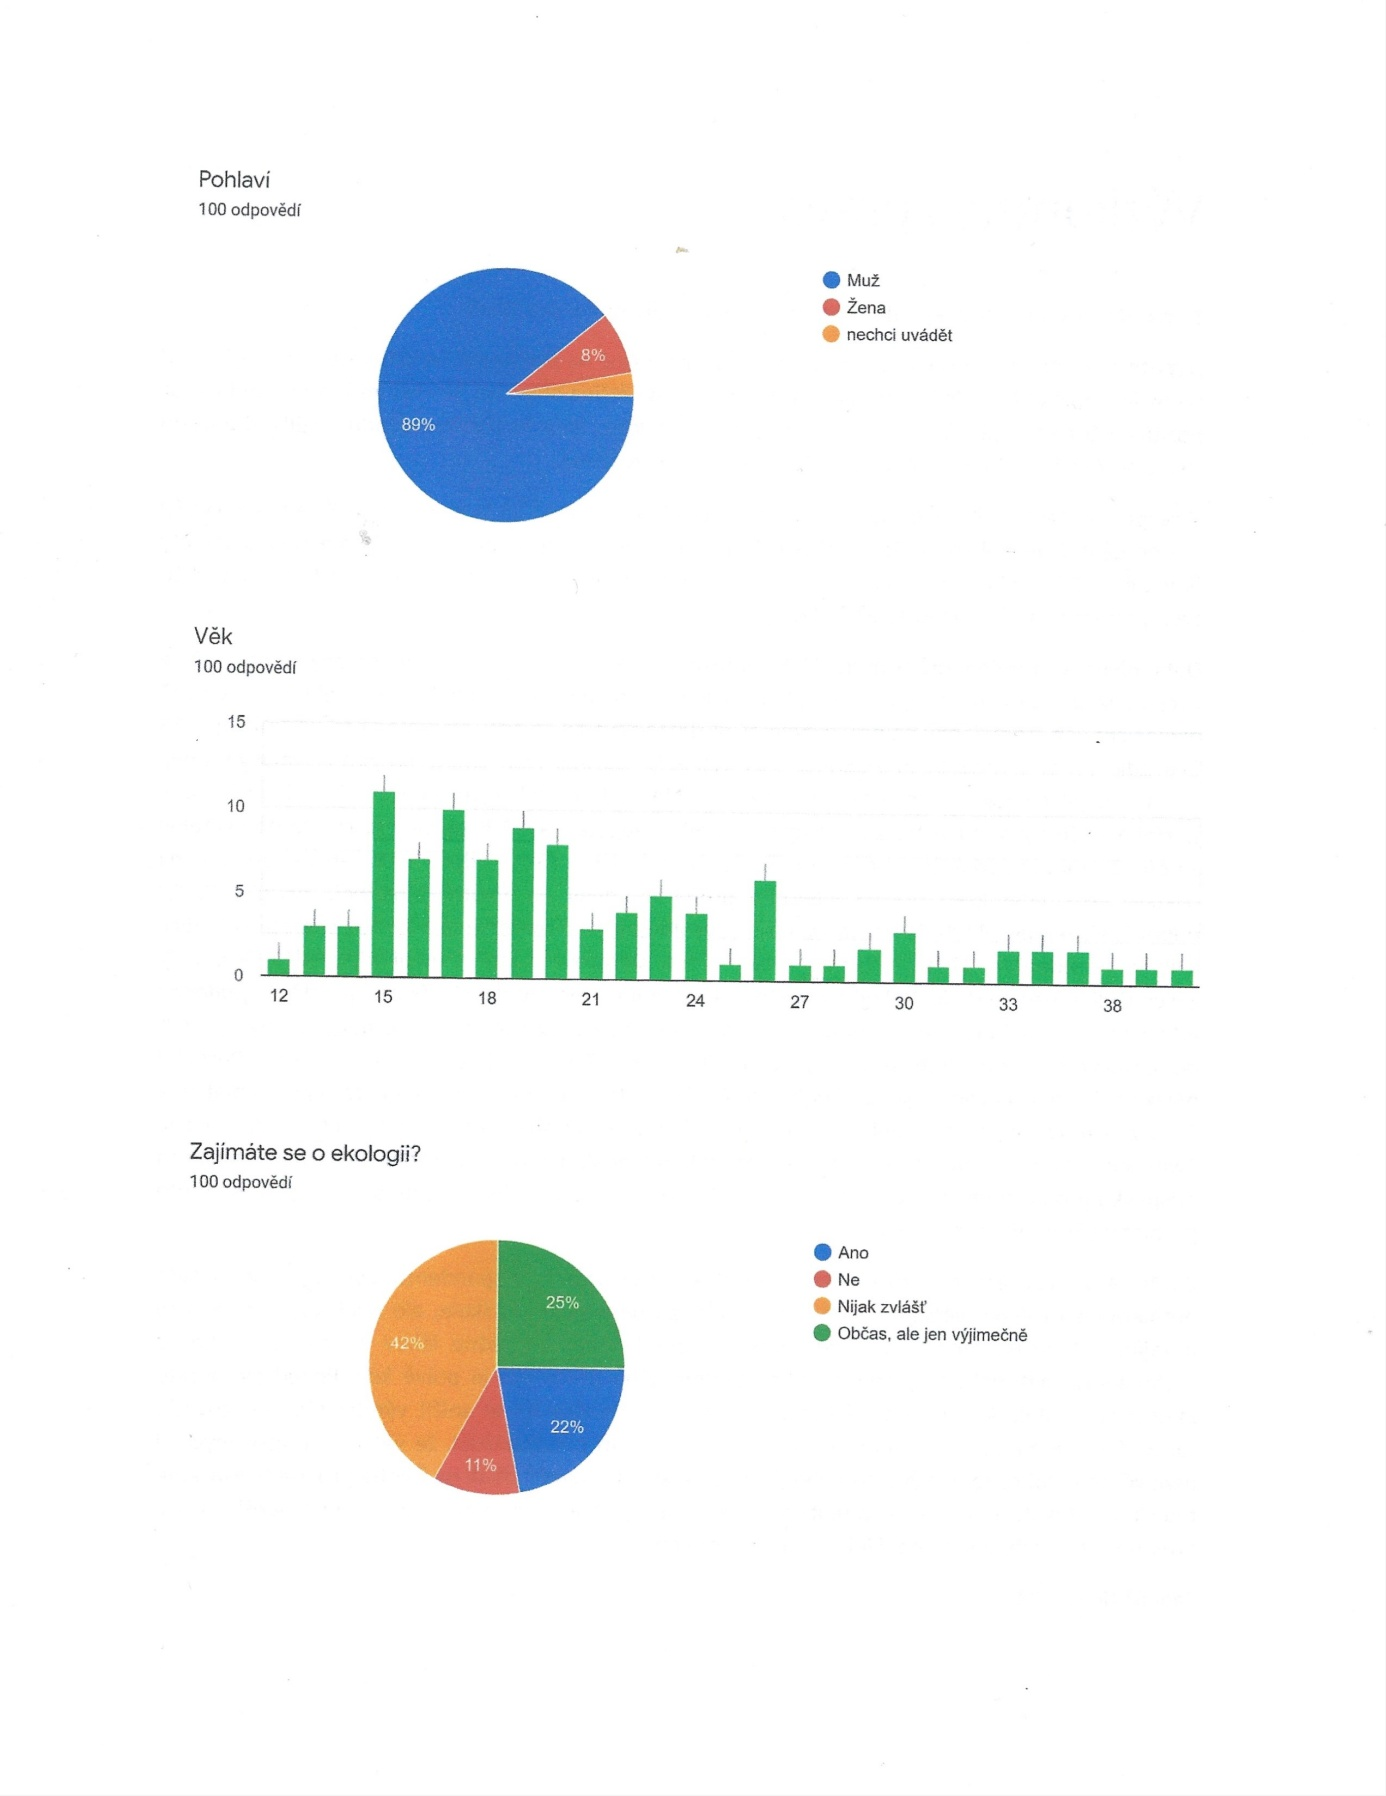 Pohlaví
100 odpovědí
Muž
Žena
nechci uvádět
8%
89%
Věk
100 odpovědí
15
10
5
0
12 15 18 21 24 27 30 33 38
Zajímáte se o ekologii?
100 odpovědí
Ano
Ne
Nijak zvlášť
Občas, ale jen výjimečně
25%
42%
22%
11%